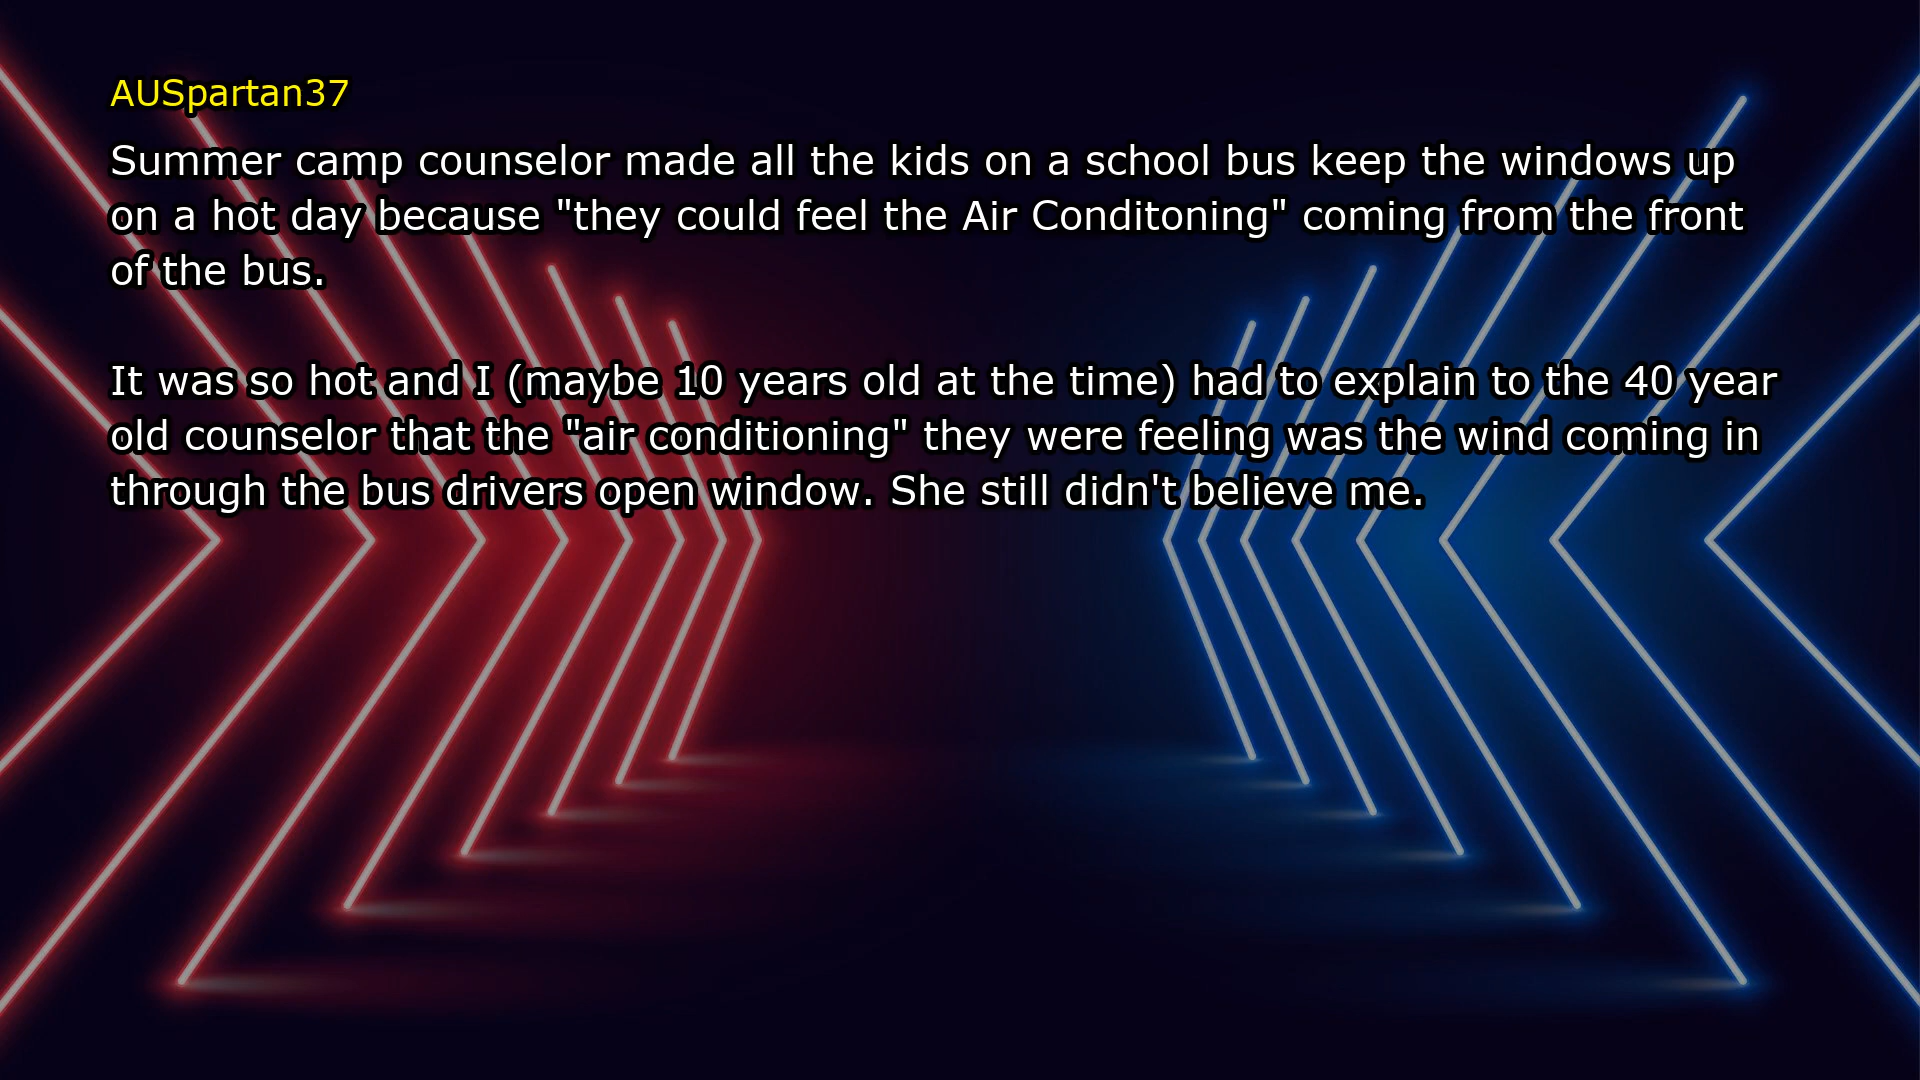 AUSpartan37
Summer camp counselor made all the kids on a school bus keep the windows up
on a hot day because "they could feel the Air Conditoning" coming from the front
of the bus.
It was so hot and I (maybe 10 years old at the time) had to explain to the 40 year
old counselor that the "air conditioning" they were feeling was the wind coming in
through the bus drivers open window. She still didn't believe me.